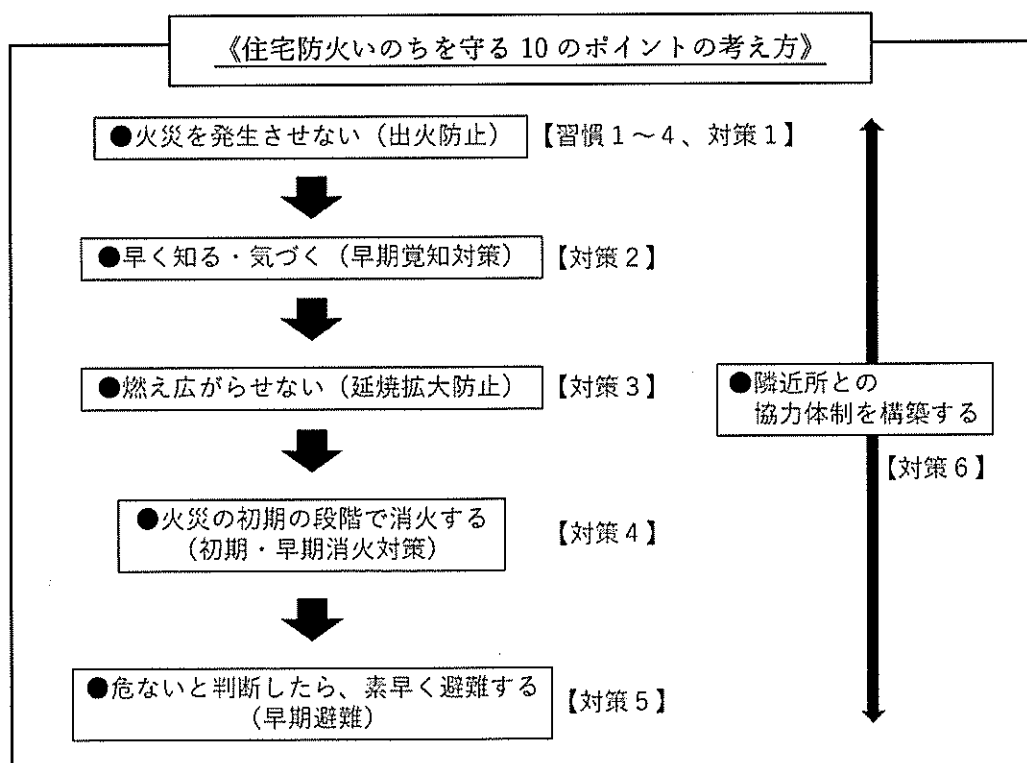 《住宅防火いのちを守る 10 のポイントの考え方》
●火災を発生させない（出火防止）
【習慣1～4、対策1】
●早く知る・気づく（早期覚知対策）
【対策2】
●燃え広がらせない（延焼拡大防止）
【対策3】
●隣近所との
協力体制を構築する
【対策6】
●火災の初期の段階で消火する
（初期・早期消火対策）
【対策4】
●危ないと判断したら、素早く避難する
（早期避難）
【対策5】